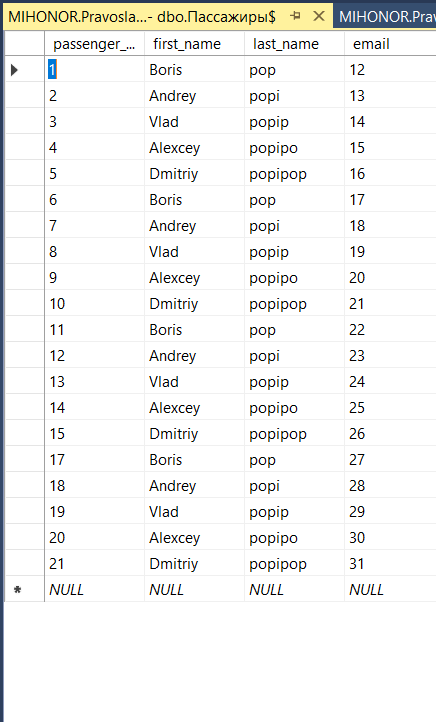 MIHONOR.Pravosla...- dbo.Пассажиры$ MIHONOR.Prav
passenger_... first_name last_name email
1 Boris pop 12
2 Andrey popi 13
3 Vlad popip 14
4 Alexcey popipo 15
5 Dmitriy popipop 16
6 Boris pop 17
7 Andrey popi 18
8 Vlad popip 19
9 Alexcey popipo 20
10 Dmitriy popipop 21
11 Boris pop 22
12 Andrey popi 23
13 Vlad popip 24
14 Alexcey popipo 25
15 Dmitriy popipop 26
17 Boris pop 27
18 Andrey popi 28
19 Vlad popip 29
20 Alexcey popipo 30
21 Dmitriy popipop 31
NULL NULL NULL NULL